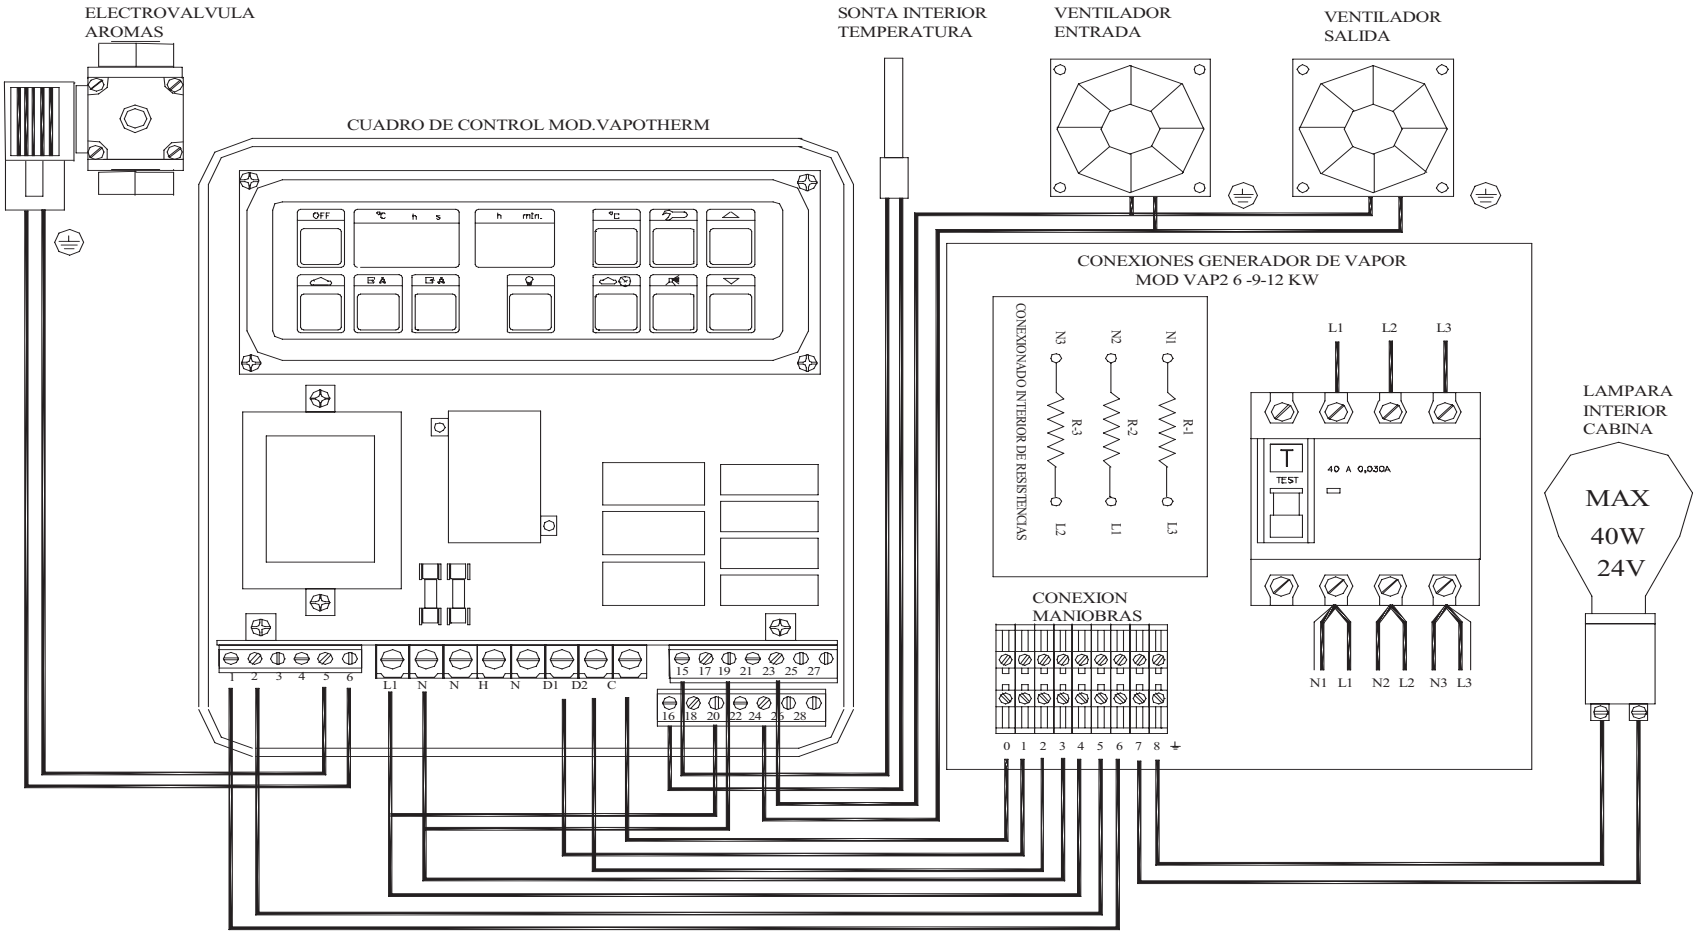 ELECTROVALVULA
AROMAS
SONTA INTERIOR
TEMPERATURA
VENTILADOR
ENTRADA
VENTILADOR
SALIDA
CUADRO DE CONTROL MOD.VAPOTHERM
OFF
°C h s
h min.
°C
A
A
CONEXIONES GENERADOR DE VAPOR
MOD VAP2 6 -9-12 KW
CONEXIONADO INTERIOR DE RESISTENCIAS
N3 N2 N1
R-3 R-2 R-1
L2 L1 L3
L1 L2 L3
T
TEST
40 A 0,030A
N1 L1 N2 L2 N3 L3
LAMPARA
INTERIOR
CABINA
MAX
40W
24V
CONEXION
MANIOBRAS
0 1 2 3 4 5 6 7 8
1 2 3 4 5 6
L1 N N H N D1 D2 C
15 17 19 21 23 25 27
16 18 20 22 24 26 28